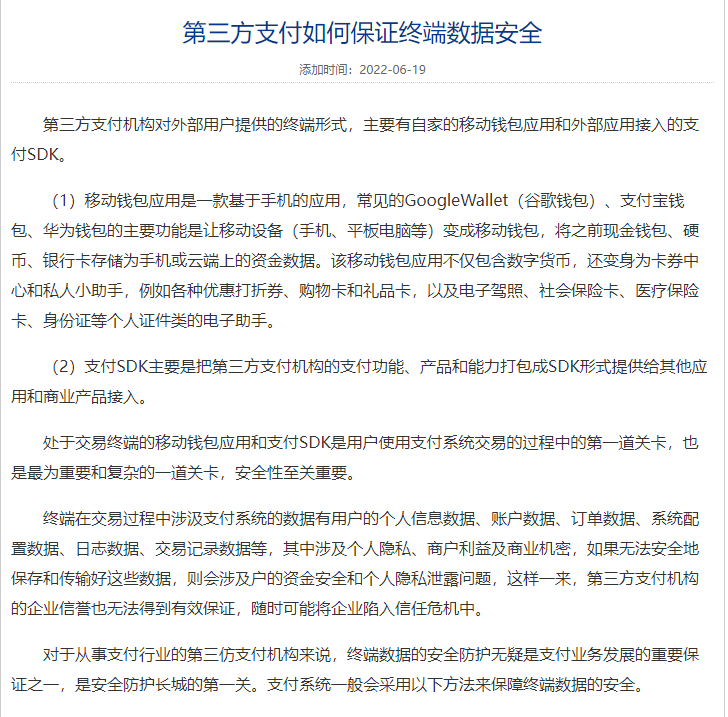 第三方支付如何保证终端数据安全
添加时间：2022-06-19
第三方支付机构对外部用户提供的终端形式，主要有自家的移动钱包应用和外部应用接入的支
付SDK。
（1）移动钱包应用是一款基于手机的应用，常见的GoogleWallet（谷歌钱包）、支付宝钱
包、华为钱包的主要功能是让移动设备（手机、平板电脑等）变成移动钱包，将之前现金钱包、硬
币、银行卡存储为手机或云端上的资金数据。该移动钱包应用不仅包含数字货币，还变身为卡券中
心和私人小助手，例如各种优惠打折券、购物卡和礼品卡，以及电子驾照、社会保险卡、医疗保险
卡、身份证等个人证件类的电子助手。
（2）支付SDK主要是把第三方支付机构的支付功能、产品和能力打包成SDK形式提供给其他应
用和商业产品接入。
处于交易终端的移动钱包应用和支付SDK是用户使用支付系统交易的过程中的第一道关卡，也
是最为重要和复杂的一道关卡，安全性至关重要。
终端在交易过程中涉汲支付系统的数据有用户的个人信息数据、账户数据、订单数据、系统配
置数据、日志数据、交易记录数据等，其中涉及个人隐私、商户利益及商业机密，如果无法安全地
保存和传输好这些数据，则会涉及户的资金安全和个人隐私泄露问题，这样一来，第三方支付机构
的企业信誉也无法得到有效保证，随时可能将企业陷入信任危机中。
对于从事支付行业的第三仿支付机构来说，终端数据的安全防护无疑是支付业务发展的重要保
证之一，是安全防护长城的第一关。支付系统一般会采用以下方法来保障终端数据的安全。